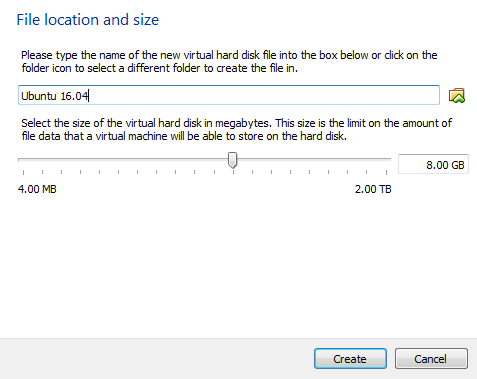 File location and size
Please type the name of the new virtual hard disk file into the box below or click on the
folder icon to select a different folder to create the file in.
Ubuntu 16.04
Select the size of the virtual hard disk in megabytes. This size is the limit on the amount of
file data that a virtual machine will be able to store on the hard disk.
8.00 GB
4.00 MB 2.00 TB
Create Cancel